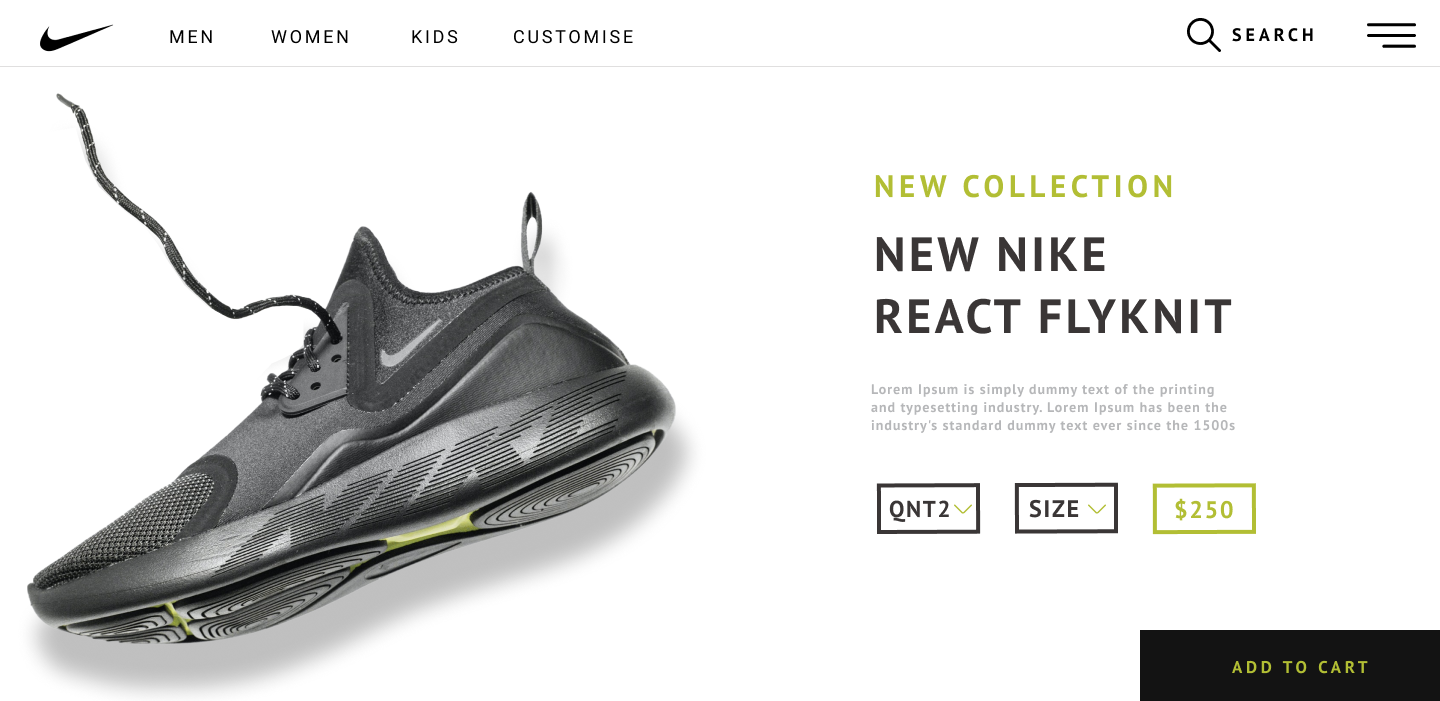 MEN WOMEN KIDS CUSTOMISE SEARCH
NEW COLLECTION
NEW NIKE
REACT FLYKNIT
Lorem Ipsum is simply dummy text of the printing
and typesetting industry. Lorem Ipsum has been the
industry's standard dummy text ever since the 1500s
QNT2 SIZE $250
ADD TO CART